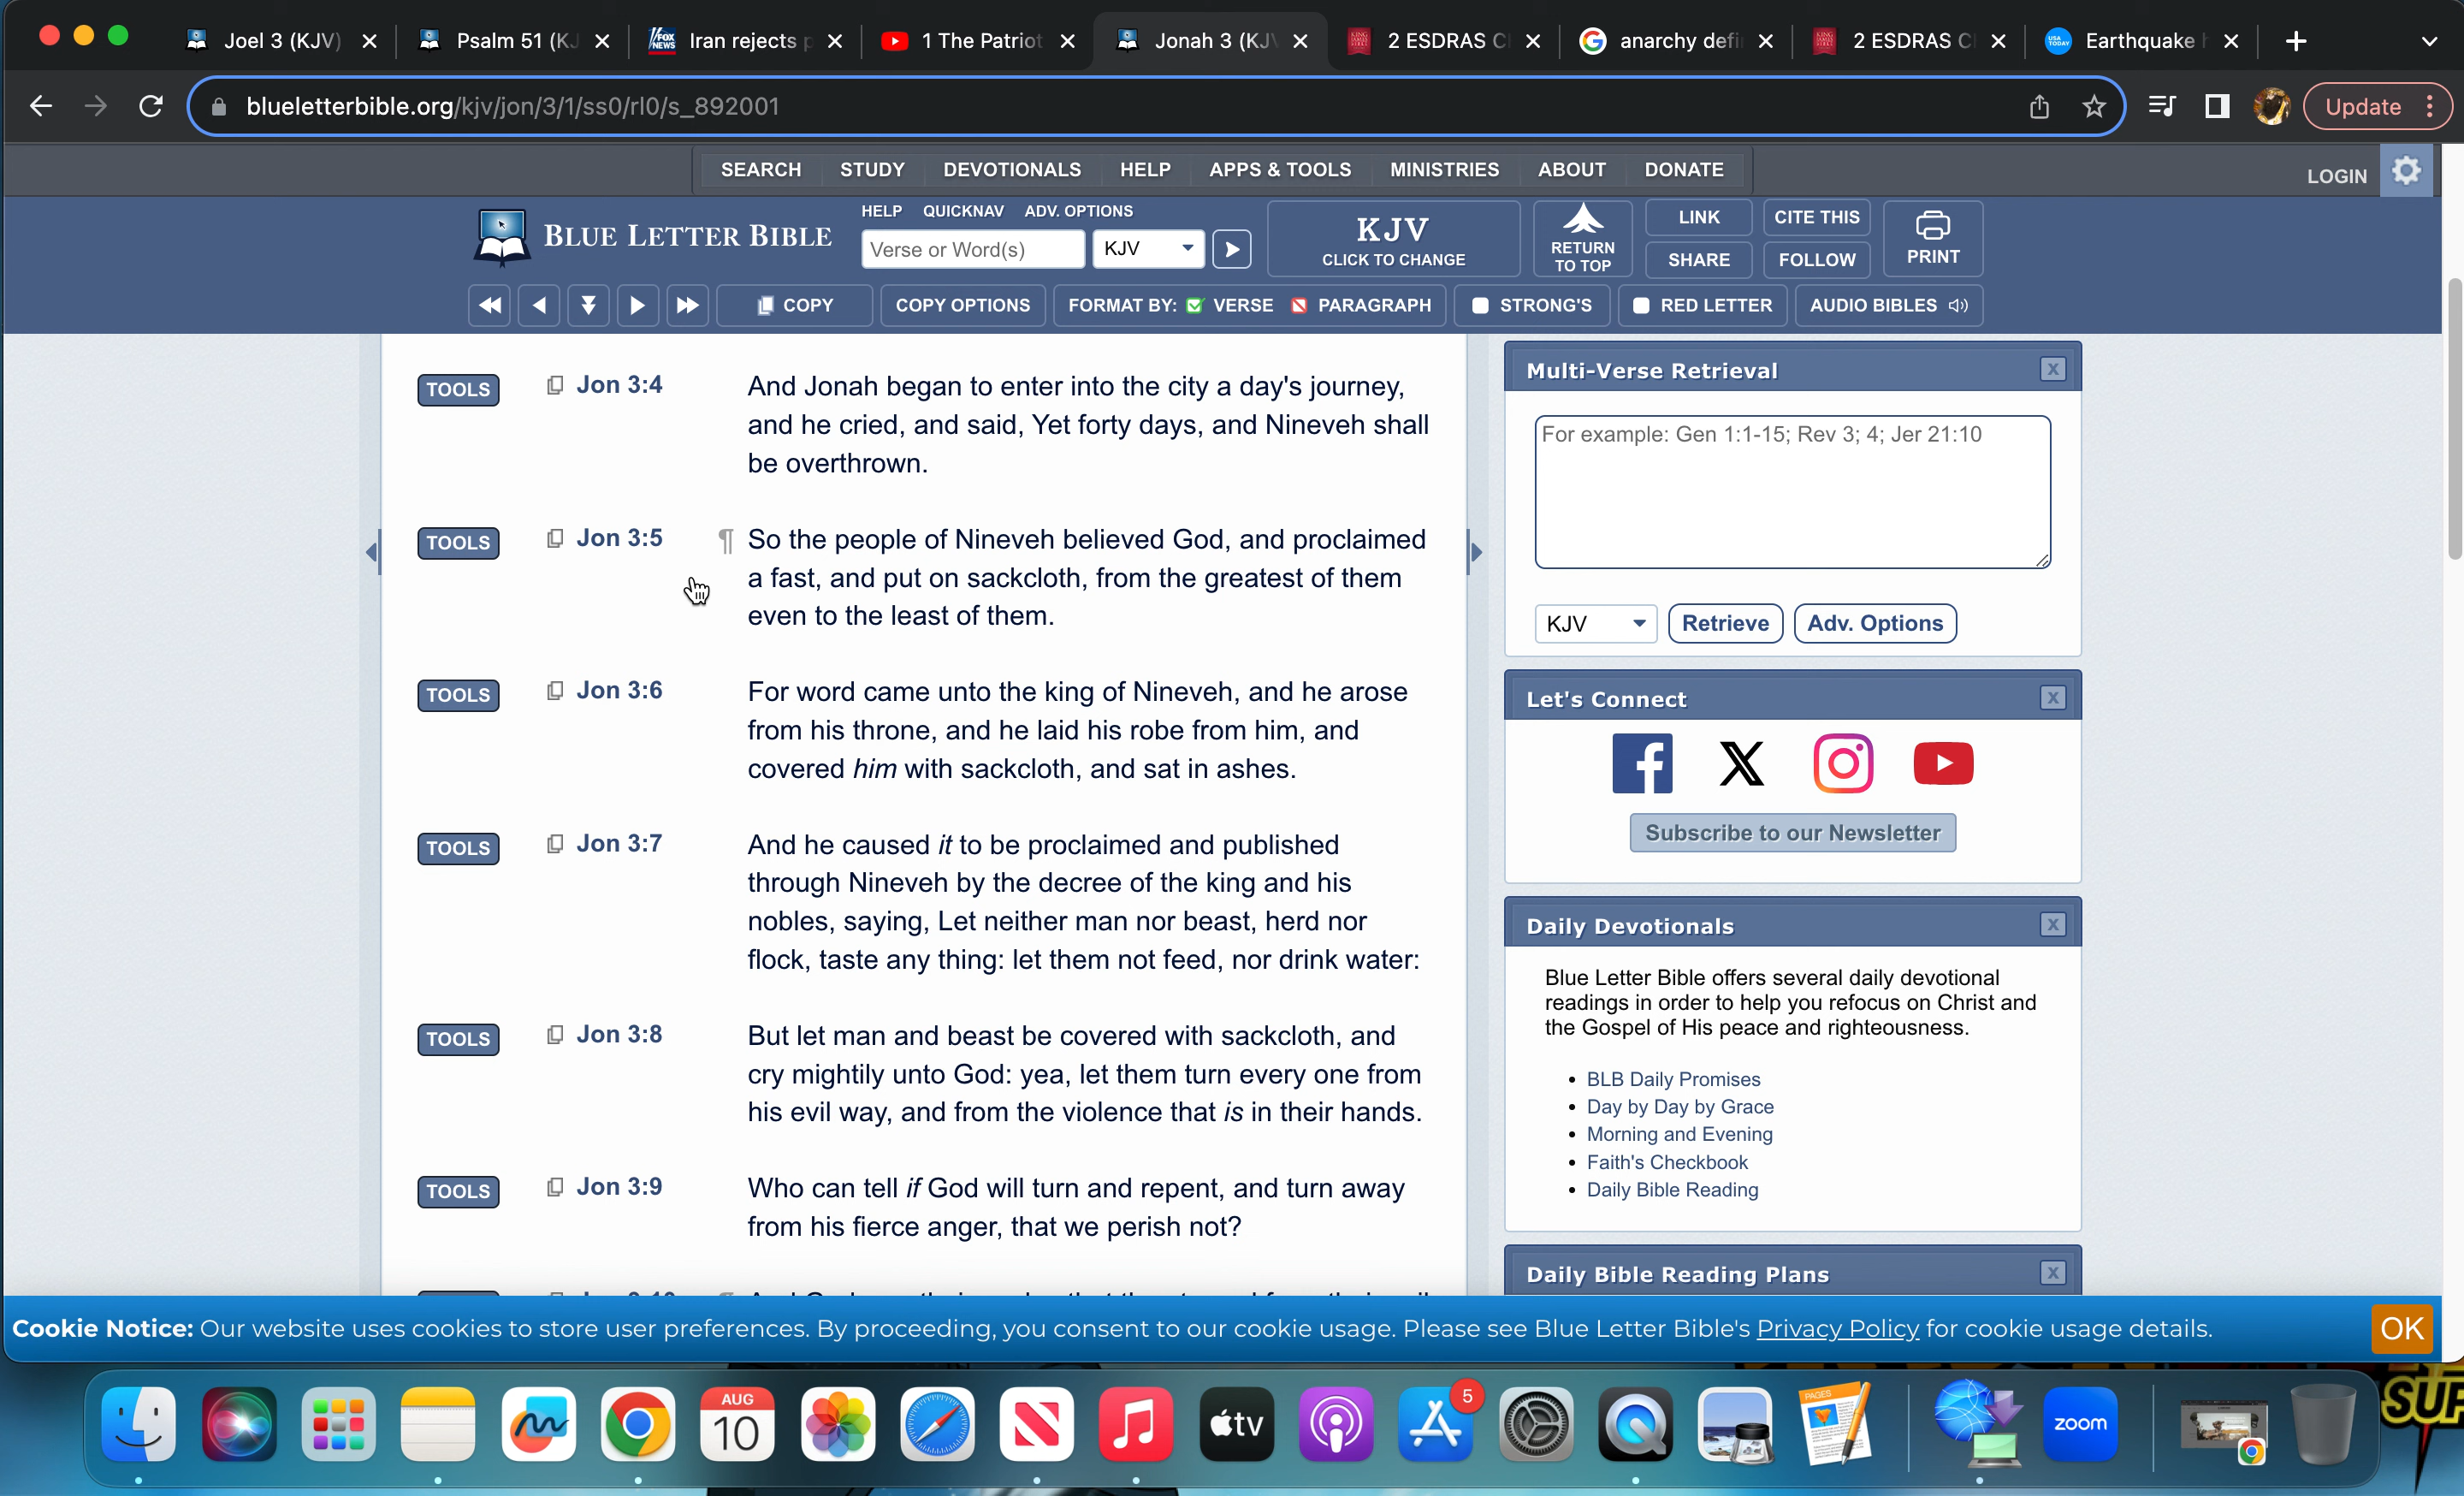 Joel 3 (KJV)
Psalm 51 (KJ
FOX NEWS
Iran rejects p
1 The Patriot
Jonah 3 (KJV
2 ESDRAS C
anarchy defi
2 ESDRAS C
USA TODAY
Earthquake
blueletterbible.org/kjv/jon/3/1/ss0/rl0/s_892001
Update
SEARCH STUDY DEVOTIONALS HELP APPS & TOOLS MINISTRIES ABOUT DONATE
LOGIN
BLUE LETTER BIBLE
HELP QUICKNAV ADV. OPTIONS
Verse or Word(s)
KJV
KJV
CLICK TO CHANGE
RETURN
TO TOP
LINK
CITE THIS
SHARE
FOLLOW
PRINT
COPY
COPY OPTIONS
FORMAT BY: VERSE PARAGRAPH
STRONG'S
RED LETTER
AUDIO BIBLES
TOOLS Jon 3:4 And Jonah began to enter into the city a day's journey,
and he cried, and said, Yet forty days, and Nineveh shall
be overthrown.
TOOLS Jon 3:5 ¶ So the people of Nineveh believed God, and proclaimed
a fast, and put on sackcloth, from the greatest of them
even to the least of them.
TOOLS Jon 3:6 For word came unto the king of Nineveh, and he arose
from his throne, and he laid his robe from him, and
covered him with sackcloth, and sat in ashes.
TOOLS Jon 3:7 And he caused it to be proclaimed and published
through Nineveh by the decree of the king and his
nobles, saying, Let neither man nor beast, herd nor
flock, taste any thing: let them not feed, nor drink water:
TOOLS Jon 3:8 But let man and beast be covered with sackcloth, and
cry mightily unto God: yea, let them turn every one from
his evil way, and from the violence that is in their hands.
TOOLS Jon 3:9 Who can tell if God will turn and repent, and turn away
from his fierce anger, that we perish not?
Multi-Verse Retrieval
X
For example: Gen 1:1-15; Rev 3; 4; Jer 21:10
KJV
Retrieve
Adv. Options
Let's Connect
X
Subscribe to our Newsletter
Daily Devotionals
X
Blue Letter Bible offers several daily devotional
readings in order to help you refocus on Christ and
the Gospel of His peace and righteousness.
• BLB Daily Promises
• Day by Day by Grace
• Morning and Evening
• Faith's Checkbook
• Daily Bible Reading
Daily Bible Reading Plans
X
Cookie Notice: Our website uses cookies to store user preferences. By proceeding, you consent to our cookie usage. Please see Blue Letter Bible's Privacy Policy for cookie usage details.
OK
AUG
10
tv
5
PAGES
zoom
SUP